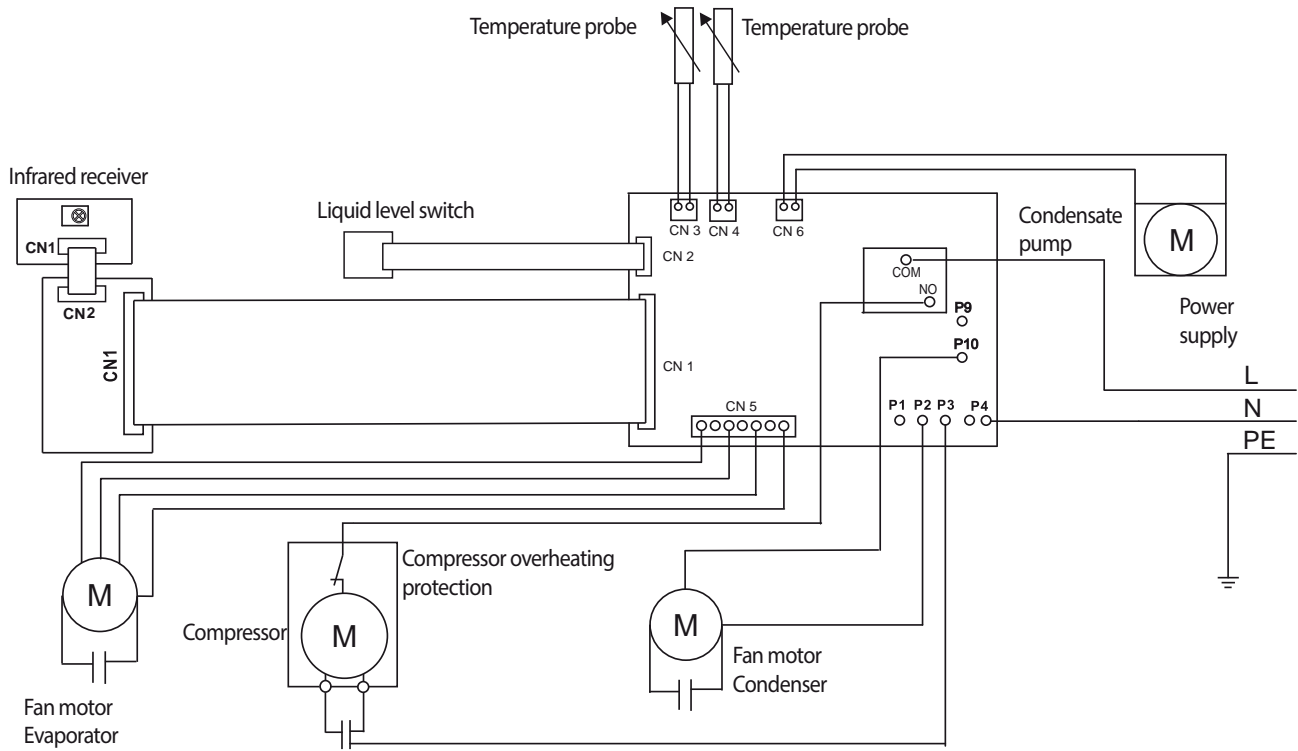 Temperature probe
Temperature probe
Infrared receiver
CN1
CN2
CN1
Liquid level switch
CN 3
CN 4
CN 6
CN 2
CN 1
CN 5
COM
NO
P9
P10
P1
P2
P3
P4
Condensate
pump
M
Power
supply
L
N
PE
M
Fan motor
Evaporator
Compressor overheating
protection
Compressor
M
M
Fan motor
Condenser